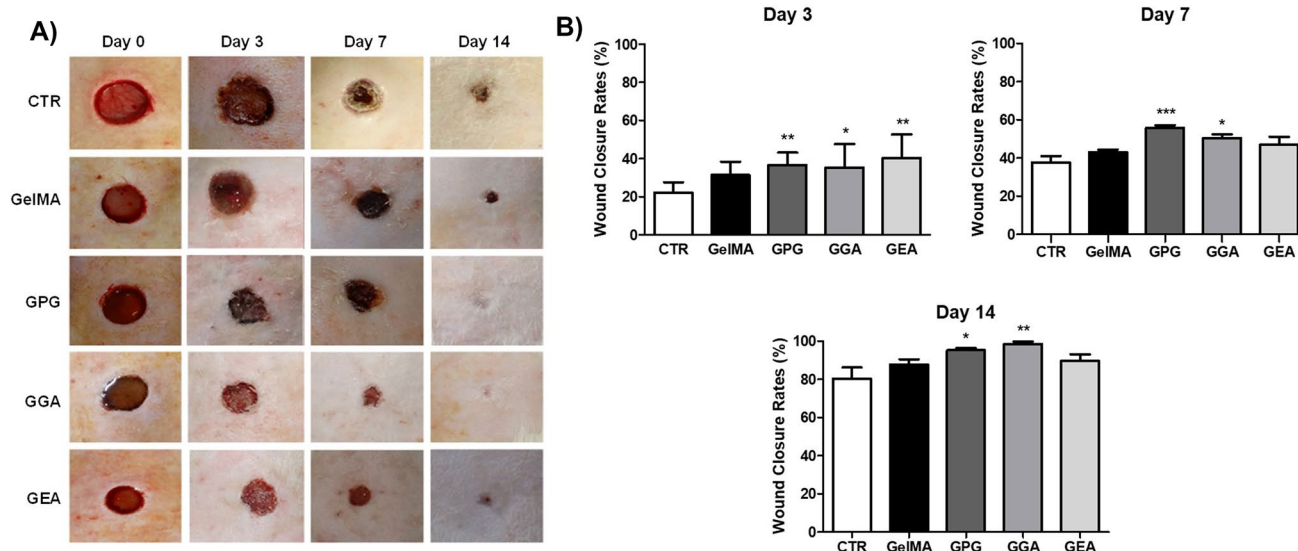 A)
Day 0 Day 3 Day 7 Day 14
CTR
GelMA
GPG
GGA
GEA
B)
Day 3
Wound Closure Rates (%)
100
80
60
40
20
0
** * **
CTR GelMA GPG GGA GEA
Day 7
Wound Closure Rates (%)
100
80
60
40
20
0
*** *
CTR GelMA GPG GGA GEA
Day 14
Wound Closure Rates (%)
100
80
60
40
20
0
* **
CTR GelMA GPG GGA GEA